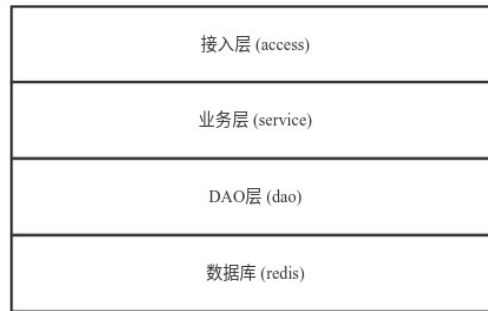 接入层 (access)
业务层 (service)
DAO层 (dao)
数据库 (redis)